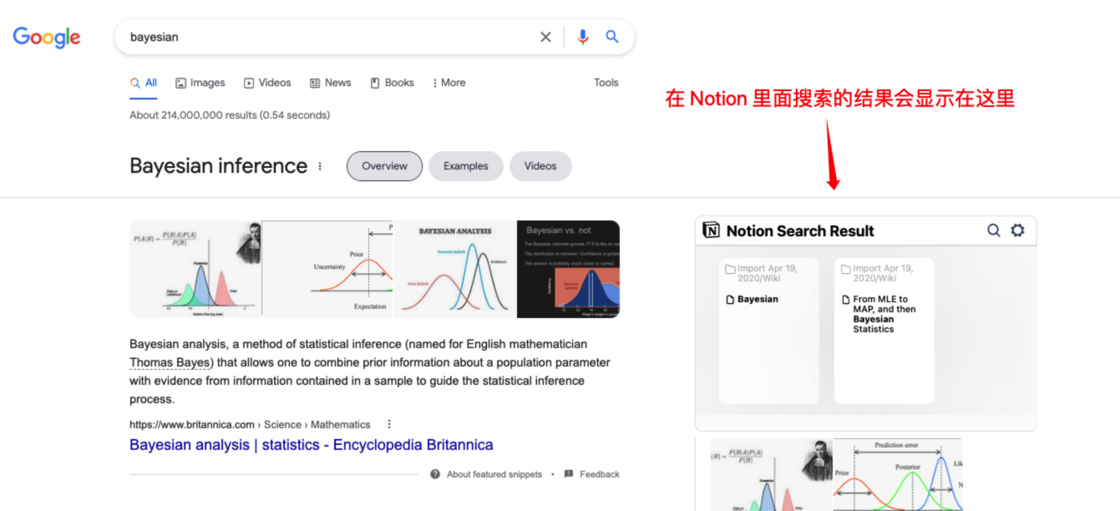 Google
bayesian
All
Images
Videos
News
Books
More
Tools
About 214,000,000 results (0.54 seconds)
在 Notion 里面搜索的结果会显示在这里
Bayesian inference
Overview
Examples
Videos
P(A|B) = P(B|A)P(A)
P(B)
Prior
Uncertainty
Expectation
BAYESIAN ANALYSIS
Evidence
Bayesian vs. not
Notion Search Result
Import Apr 19,
2020/Wiki
Bayesian
Import Apr 19,
2020/Wiki
From MLE to
MAP, and then
Bayesian
Statistics
Bayesian analysis, a method of statistical inference (named for English mathematician
Thomas Bayes) that allows one to combine prior information about a population parameter
with evidence from information contained in a sample to guide the statistical inference
process.
https://www.britannica.com › Science › Mathematics
Bayesian analysis | statistics - Encyclopedia Britannica
About featured snippets • Feedback
P(B|A)P(A)
P(B)
Posterior
Prediction error
Prior
Posterior